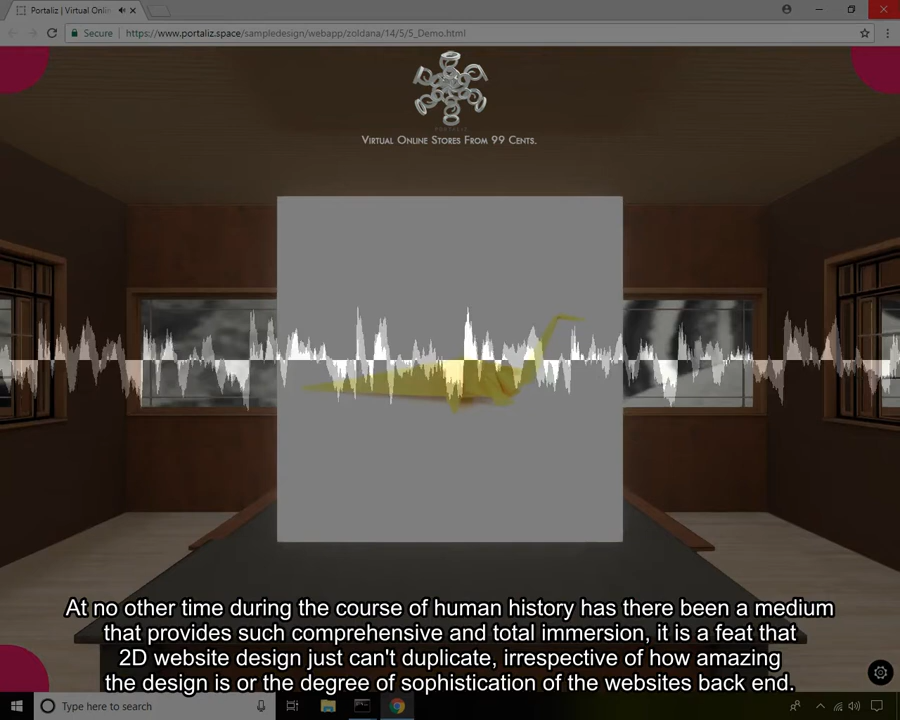 Portaliz | Virtual Onlin
Secure
https://www.portaliz.space/sampledesign/webapp/zoldana/14/5/5_Demo.html
PORTALIZ
Virtual Online Stores From 99 Cents.
At no other time during the course of human history has there been a medium
that provides such comprehensive and total immersion, it is a feat that
2D website design just can't duplicate, irrespective of how amazing
the design is or the degree of sophistication of the websites back end.
Type here to search